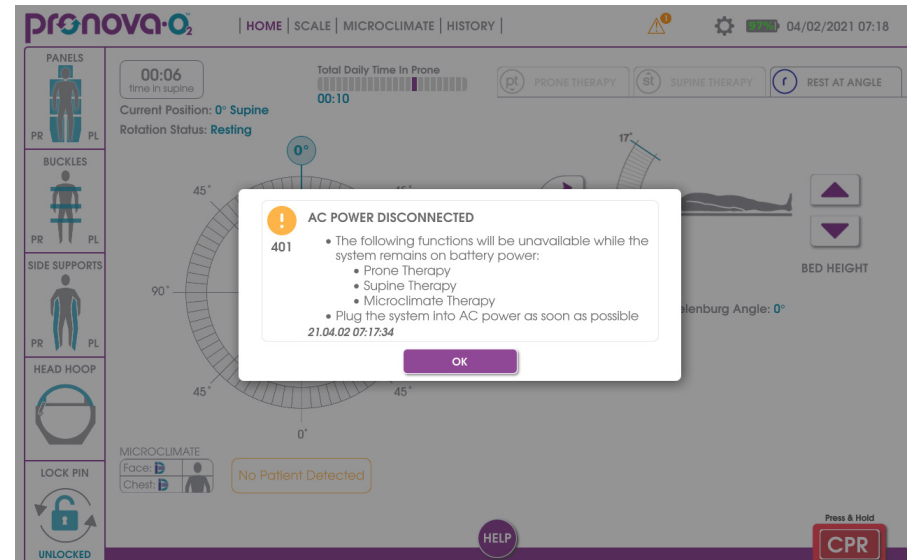 pronova·O₂
| HOME | SCALE | MICROCLIMATE | HISTORY |
97% 04/02/2021 07:18
PANELS
PR PL
BUCKLES
PR PL
SIDE SUPPORTS
PR PL
HEAD HOOP
LOCK PIN
UNLOCKED
00:06
time in supine
Current Position: 0° Supine
Rotation Status: Resting
Total Daily Time In Prone
00:10
pt PRONE THERAPY
st SUPINE THERAPY
r REST AT ANGLE
0°
17°
45°
90°
45°
45°
0°
BED HEIGHT
elenburg Angle: 0°
! AC POWER DISCONNECTED
401
• The following functions will be unavailable while the
system remains on battery power:
• Prone Therapy
• Supine Therapy
• Microclimate Therapy
• Plug the system into AC power as soon as possible
21.04.02 07:17:34
OK
MICROCLIMATE
Face:
Chest:
No Patient Detected
HELP
Press & Hold
CPR